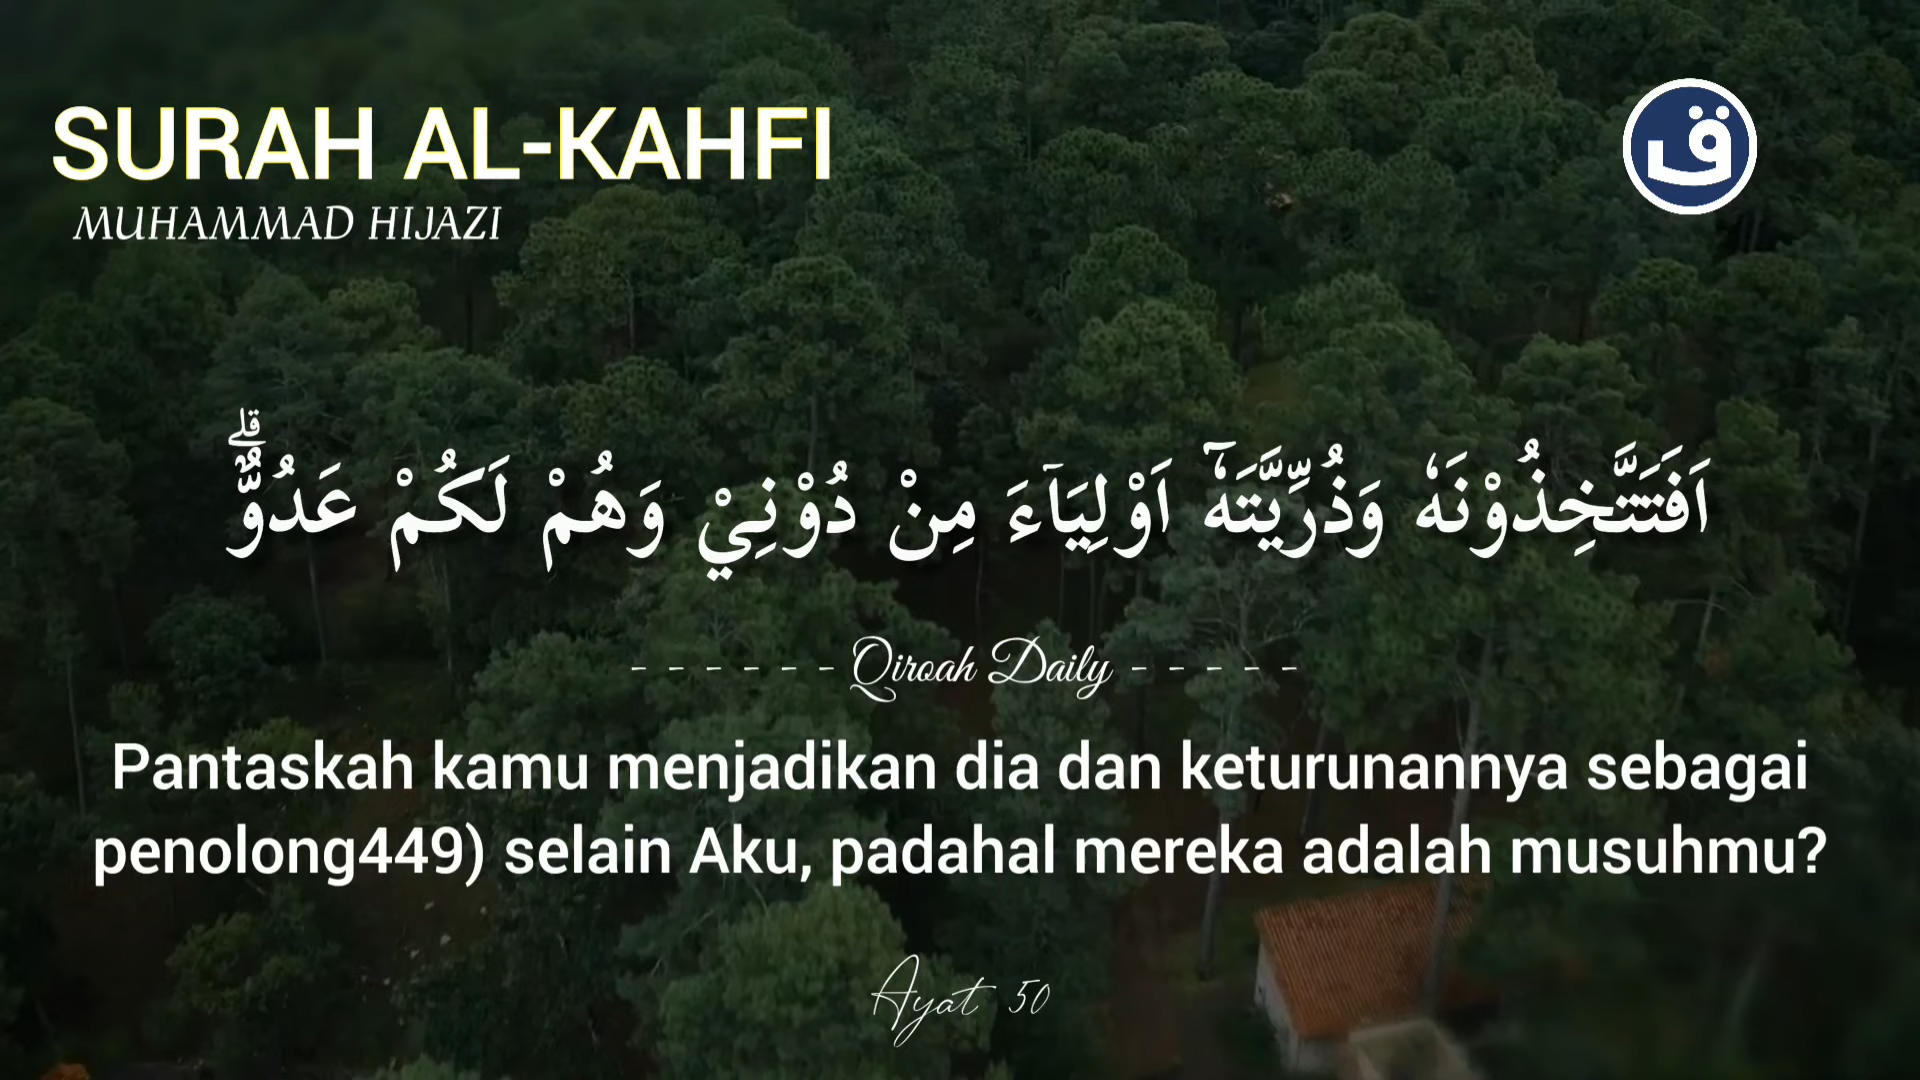 SURAH AL-KAHFI
MUHAMMAD HIJAZI
ق
اَفَتَتَّخِذُوْنَهٗ وَذُرِّيَّتَهٗٓ اَوْلِيَاۤءَ مِنْ دُوْنِيْ وَهُمْ لَكُمْ عَدُوٌّۗ
- - - - - - Qiroah Daily - - - - -
Pantaskah kamu menjadikan dia dan keturunannya sebagai
penolong449) selain Aku, padahal mereka adalah musuhmu?
Ayat 50